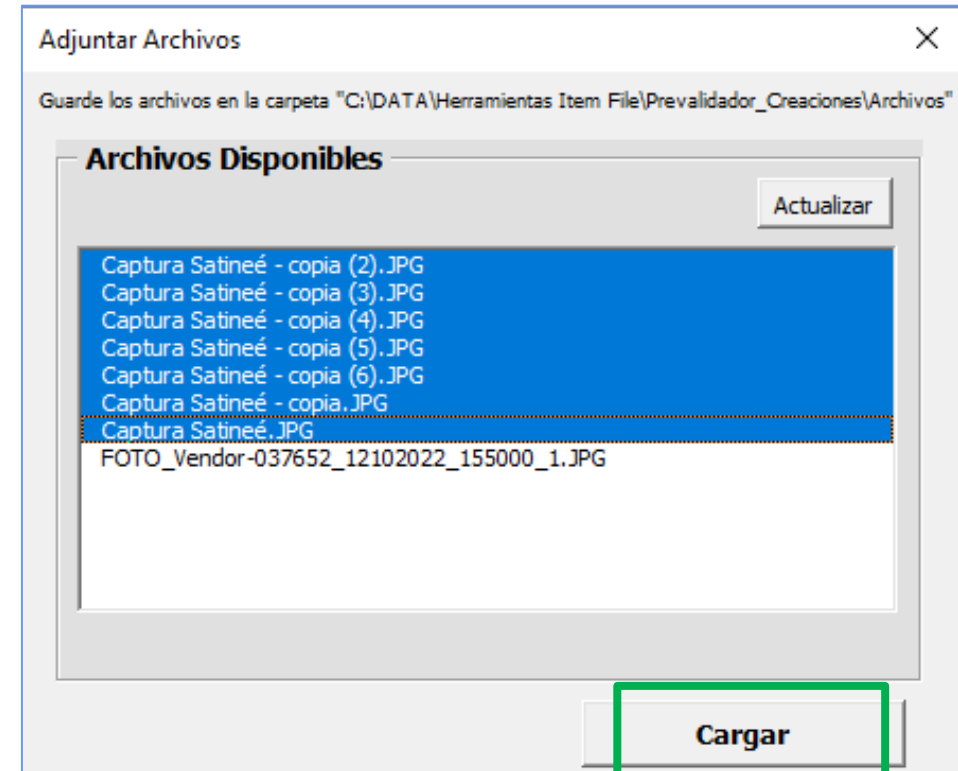 Adjuntar Archivos
Guarde los archivos en la carpeta "C:\DATA\Herramientas Item File\Prevalidador_Creaciones\Archivos"
Archivos Disponibles
Actualizar
Captura Satineé - copia (2).JPG
Captura Satineé - copia (3).JPG
Captura Satineé - copia (4).JPG
Captura Satineé - copia (5).JPG
Captura Satineé - copia (6).JPG
Captura Satineé - copia.JPG
Captura Satineé.JPG
FOTO_Vendor-037652_12102022_155000_1.JPG
Cargar